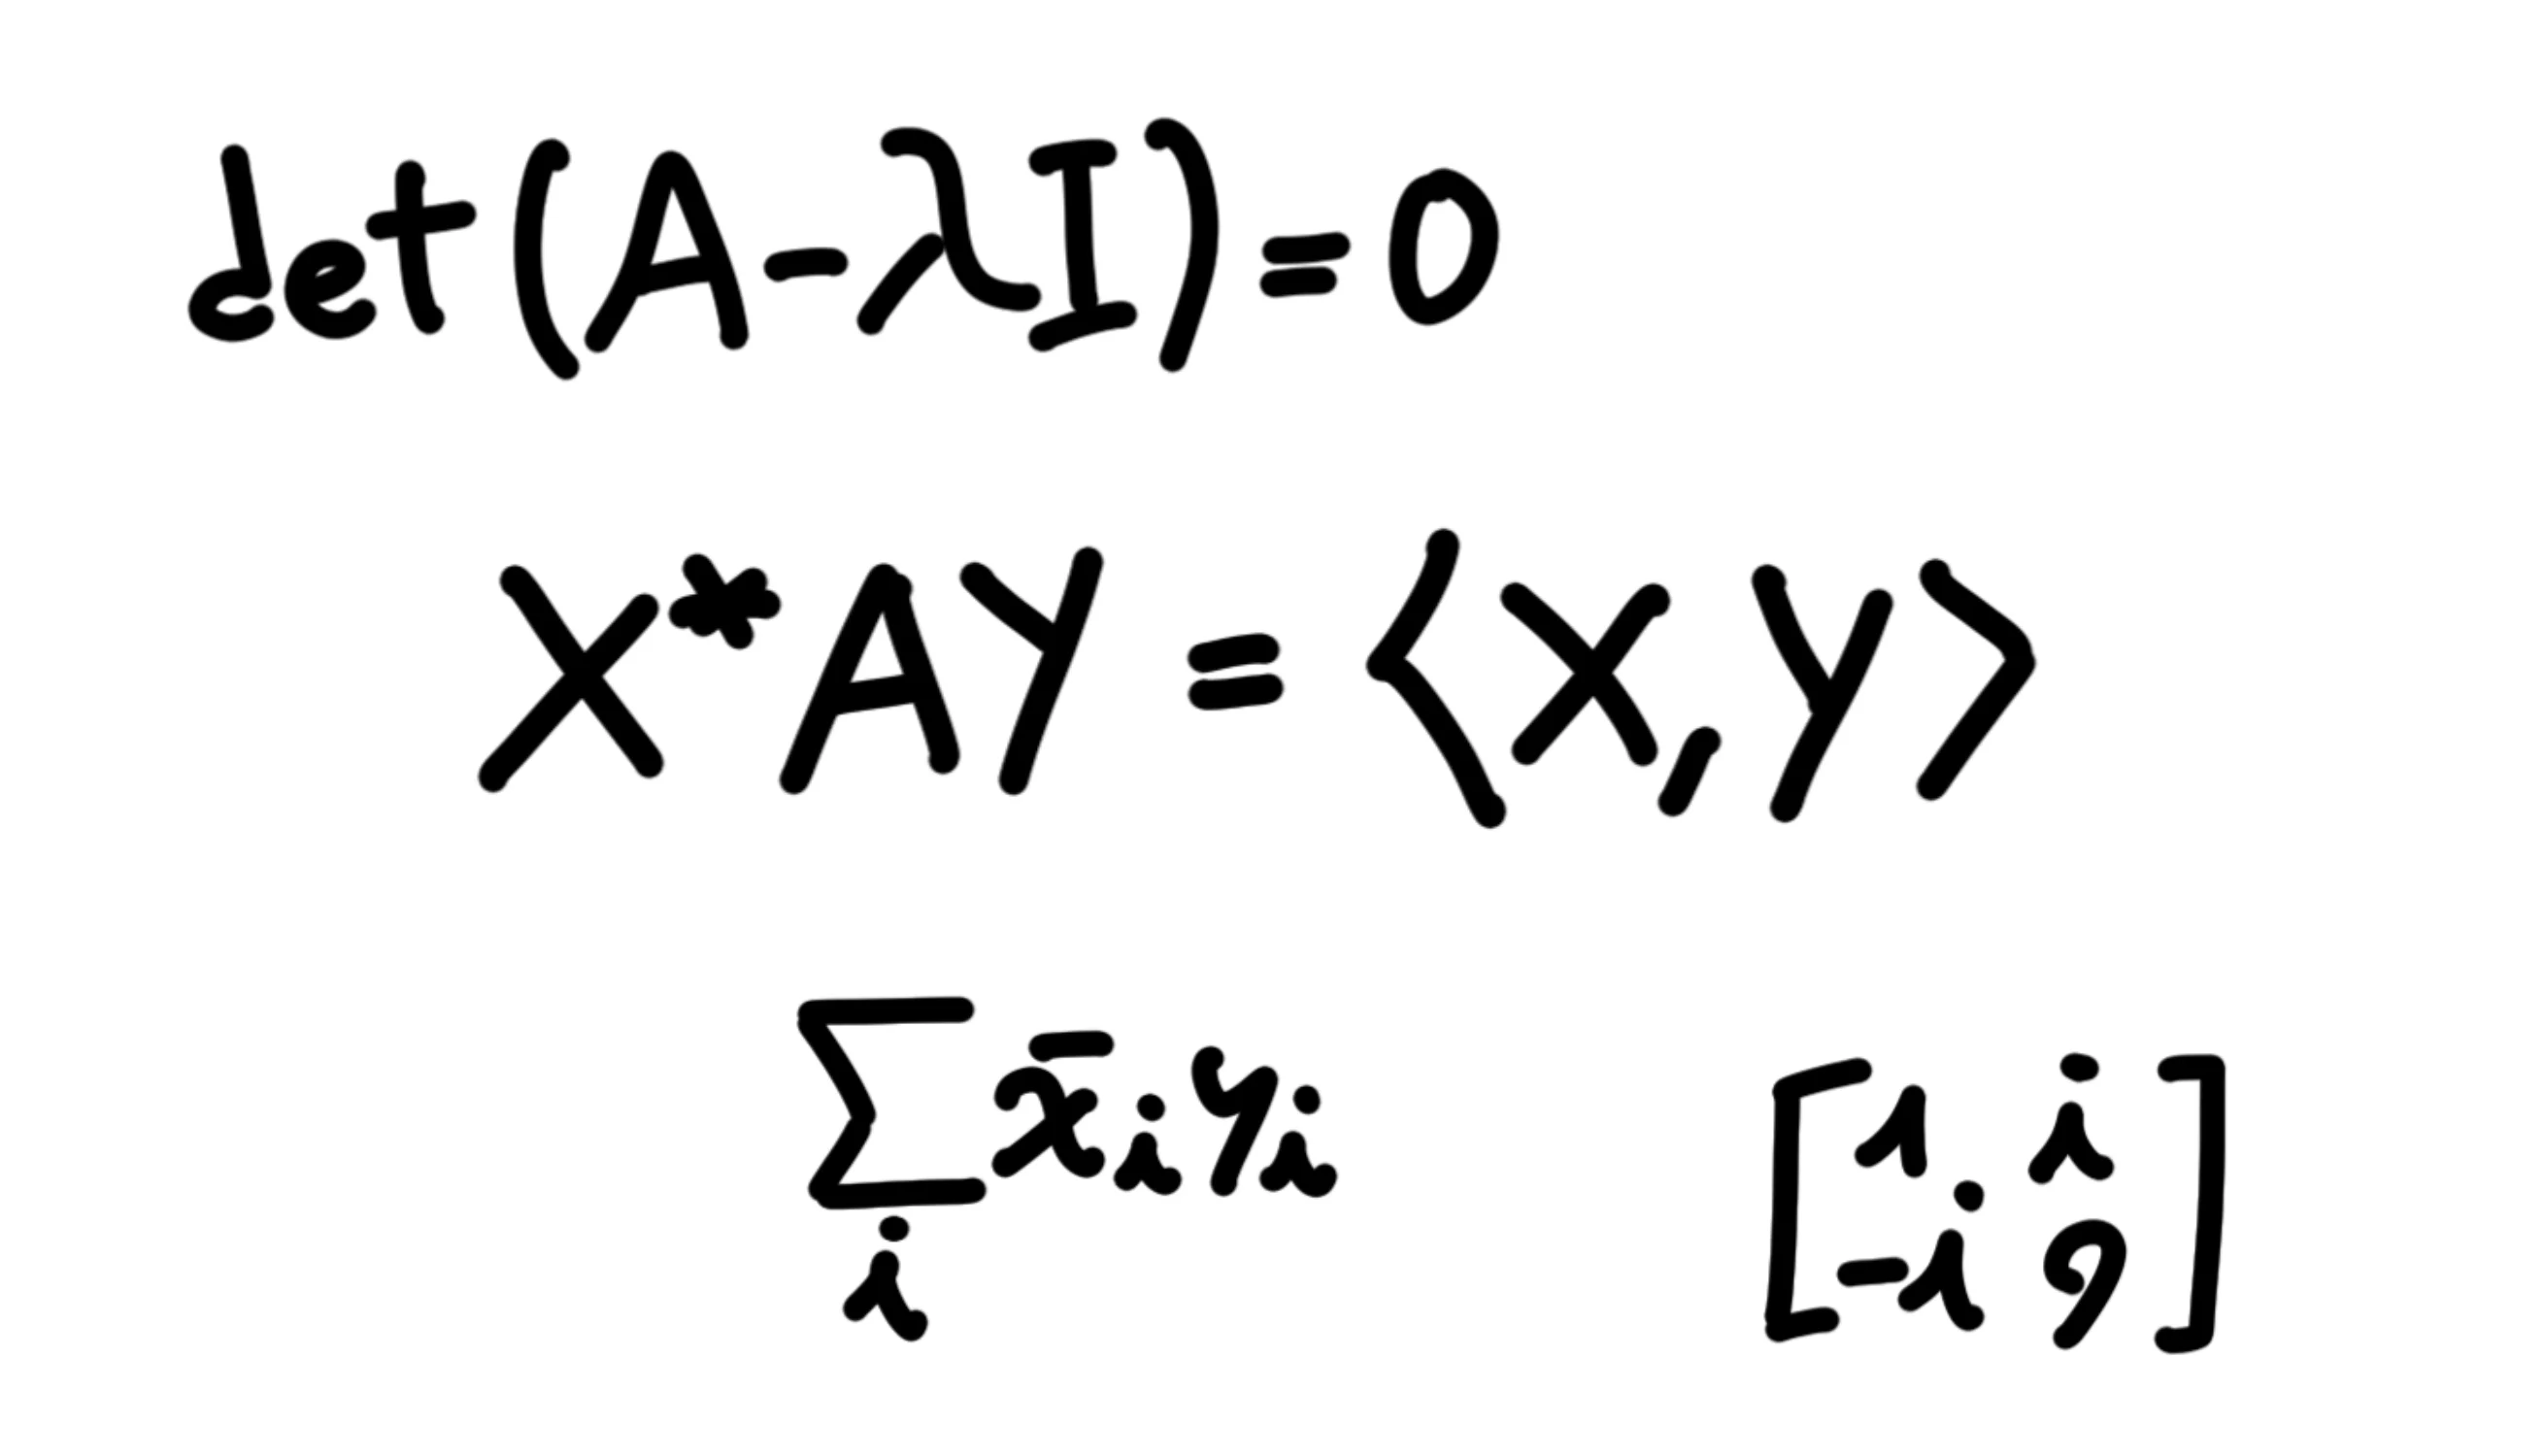 det(A-λI)=0
X*AY = ⟨X,Y⟩
∑ᵢ x̄ᵢyᵢ
[1 i
-i 9]